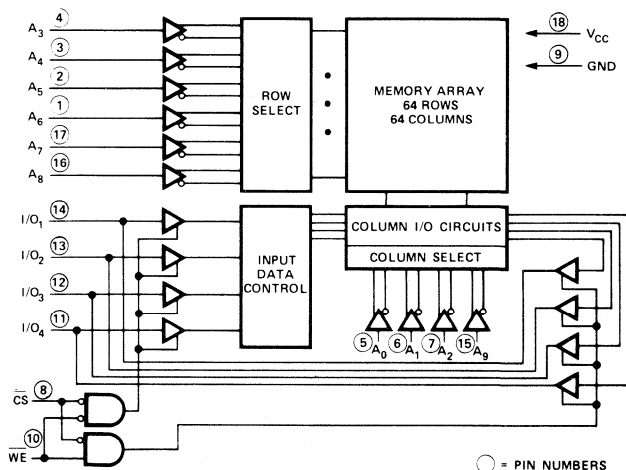 A3 4
A4 3
A5 2
A6 1
A7 17
A8 16
ROW
SELECT
MEMORY ARRAY
64 ROWS
64 COLUMNS
18 VCC
9 GND
I/O1 14
I/O2 13
I/O3 12
I/O4 11
INPUT
DATA
CONTROL
COLUMN I/O CIRCUITS
COLUMN SELECT
5 A0 6 A1 7 A2 15 A9
C̅S̅ 8
W̅E̅ 10
= PIN NUMBERS